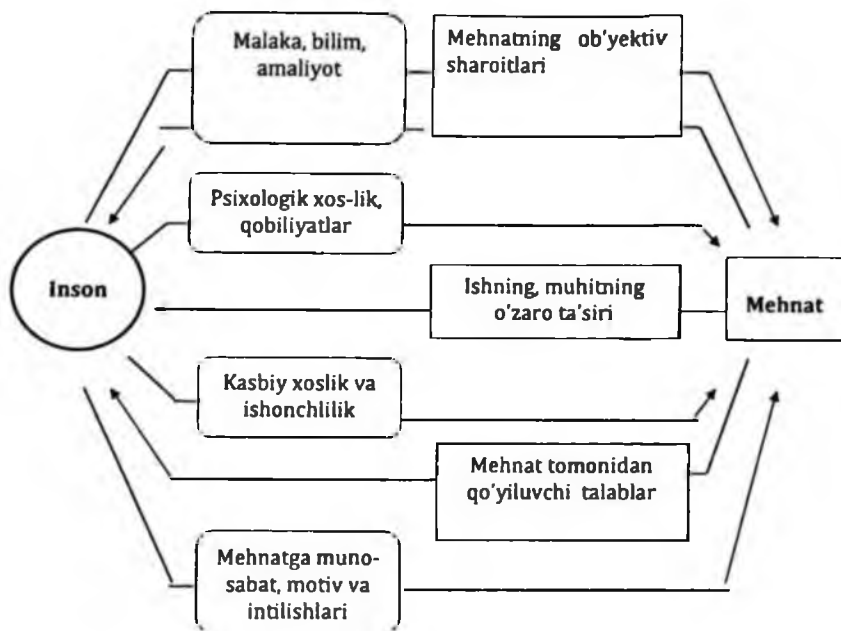 Malaka, bilim,
amaliyot
Mehnatning ob'yektiv
sharoitlari
Psixologik xos-lik,
qobiliyatlar
Inson
Ishning, muhitning
o'zaro ta'siri
Mehnat
Kasbiy xoslik va
ishonchlilik
Mehnat tomonidan
qo'yiluvchi talablar
Mehnatga muno-
sabat, motiv va
intilishlari